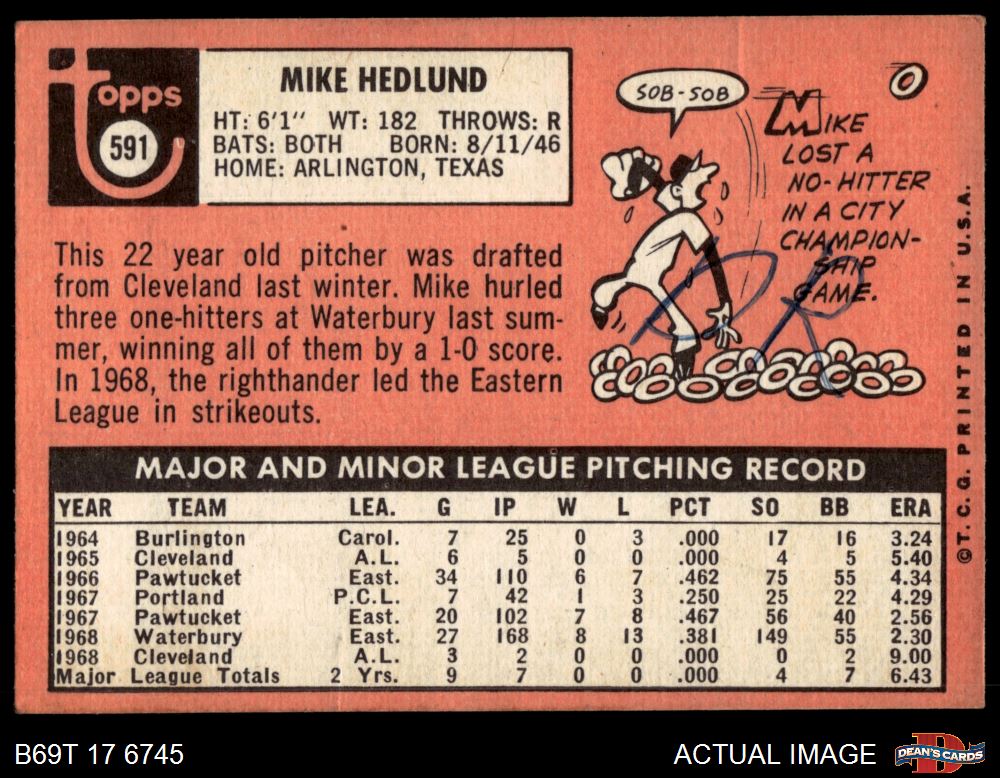 topps
591
MIKE HEDLUND
HT: 6'1" WT: 182 THROWS: R
BATS: BOTH BORN: 8/11/46
HOME: ARLINGTON, TEXAS
This 22 year old pitcher was drafted
from Cleveland last winter. Mike hurled
three one-hitters at Waterbury last sum-
mer, winning all of them by a 1-0 score.
In 1968, the righthander led the Eastern
League in strikeouts.
SOB-SOB
MIKE
LOST A
NO-HITTER
IN A CITY
CHAMPION-
SHIP
GAME.
©T.C.G. PRINTED IN U.S.A.
MAJOR AND MINOR LEAGUE PITCHING RECORD
YEAR TEAM LEA. G IP W L PCT SO BB ERA
1964 Burlington Carol. 7 25 0 3 .000 17 16 3.24
1965 Cleveland A.L. 6 5 0 0 .000 4 5 5.40
1966 Pawtucket East. 34 110 6 7 .462 75 55 4.34
1967 Portland P.C.L. 7 42 1 3 .250 25 22 4.29
1967 Pawtucket East. 20 102 7 8 .467 56 40 2.56
1968 Waterbury East. 27 168 8 13 .381 149 55 2.30
1968 Cleveland A.L. 3 2 0 0 .000 0 2 9.00
Major League Totals 2 Yrs. 9 7 0 0 .000 4 7 6.43
B69T 17 6745
ACTUAL IMAGE
DEAN'S CARDS